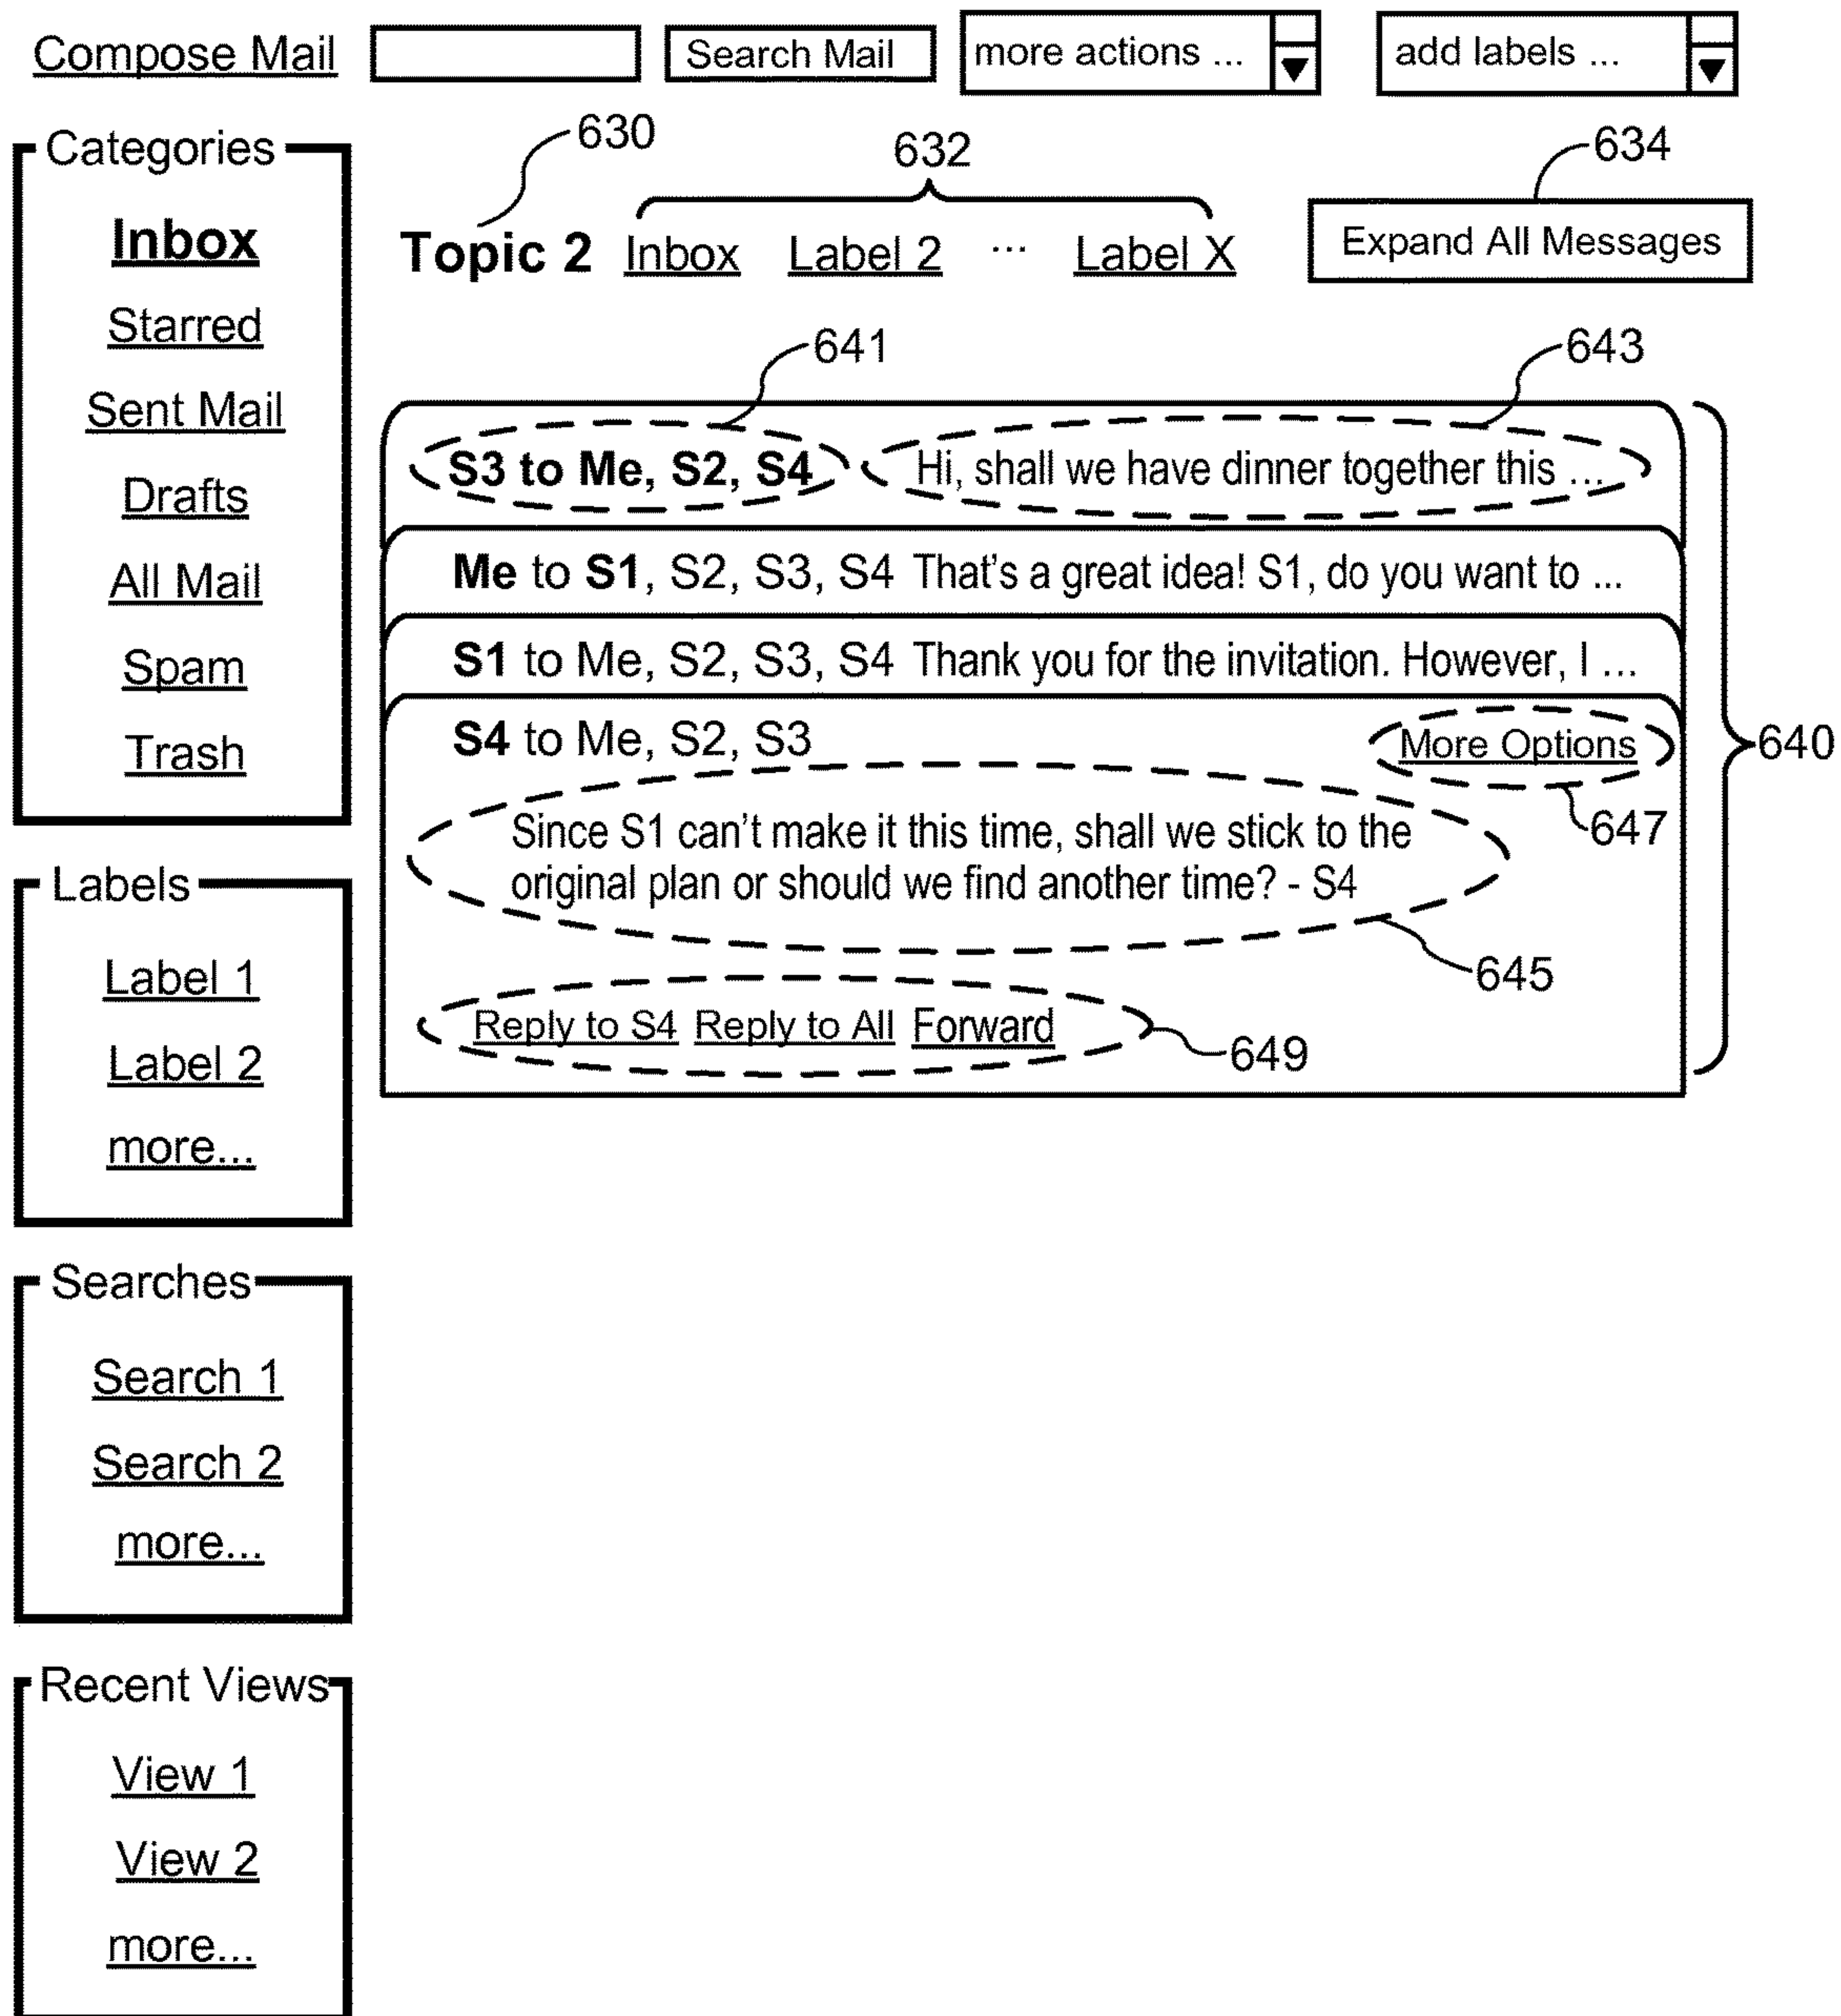 Compose Mail Search Mail more actions ... add labels ...
Categories
Inbox
Starred
Sent Mail
Drafts
All Mail
Spam
Trash
Labels
Label 1
Label 2
more...
Searches
Search 1
Search 2
more...
Recent Views
View 1
View 2
more...
630
632
634
Topic 2 Inbox Label 2 ... Label X Expand All Messages
641
643
S3 to Me, S2, S4 Hi, shall we have dinner together this ...
Me to S1, S2, S3, S4 That's a great idea! S1, do you want to ...
S1 to Me, S2, S3, S4 Thank you for the invitation. However, I ...
S4 to Me, S2, S3 More Options
640
647
Since S1 can't make it this time, shall we stick to the
original plan or should we find another time? - S4
645
Reply to S4 Reply to All Forward
649